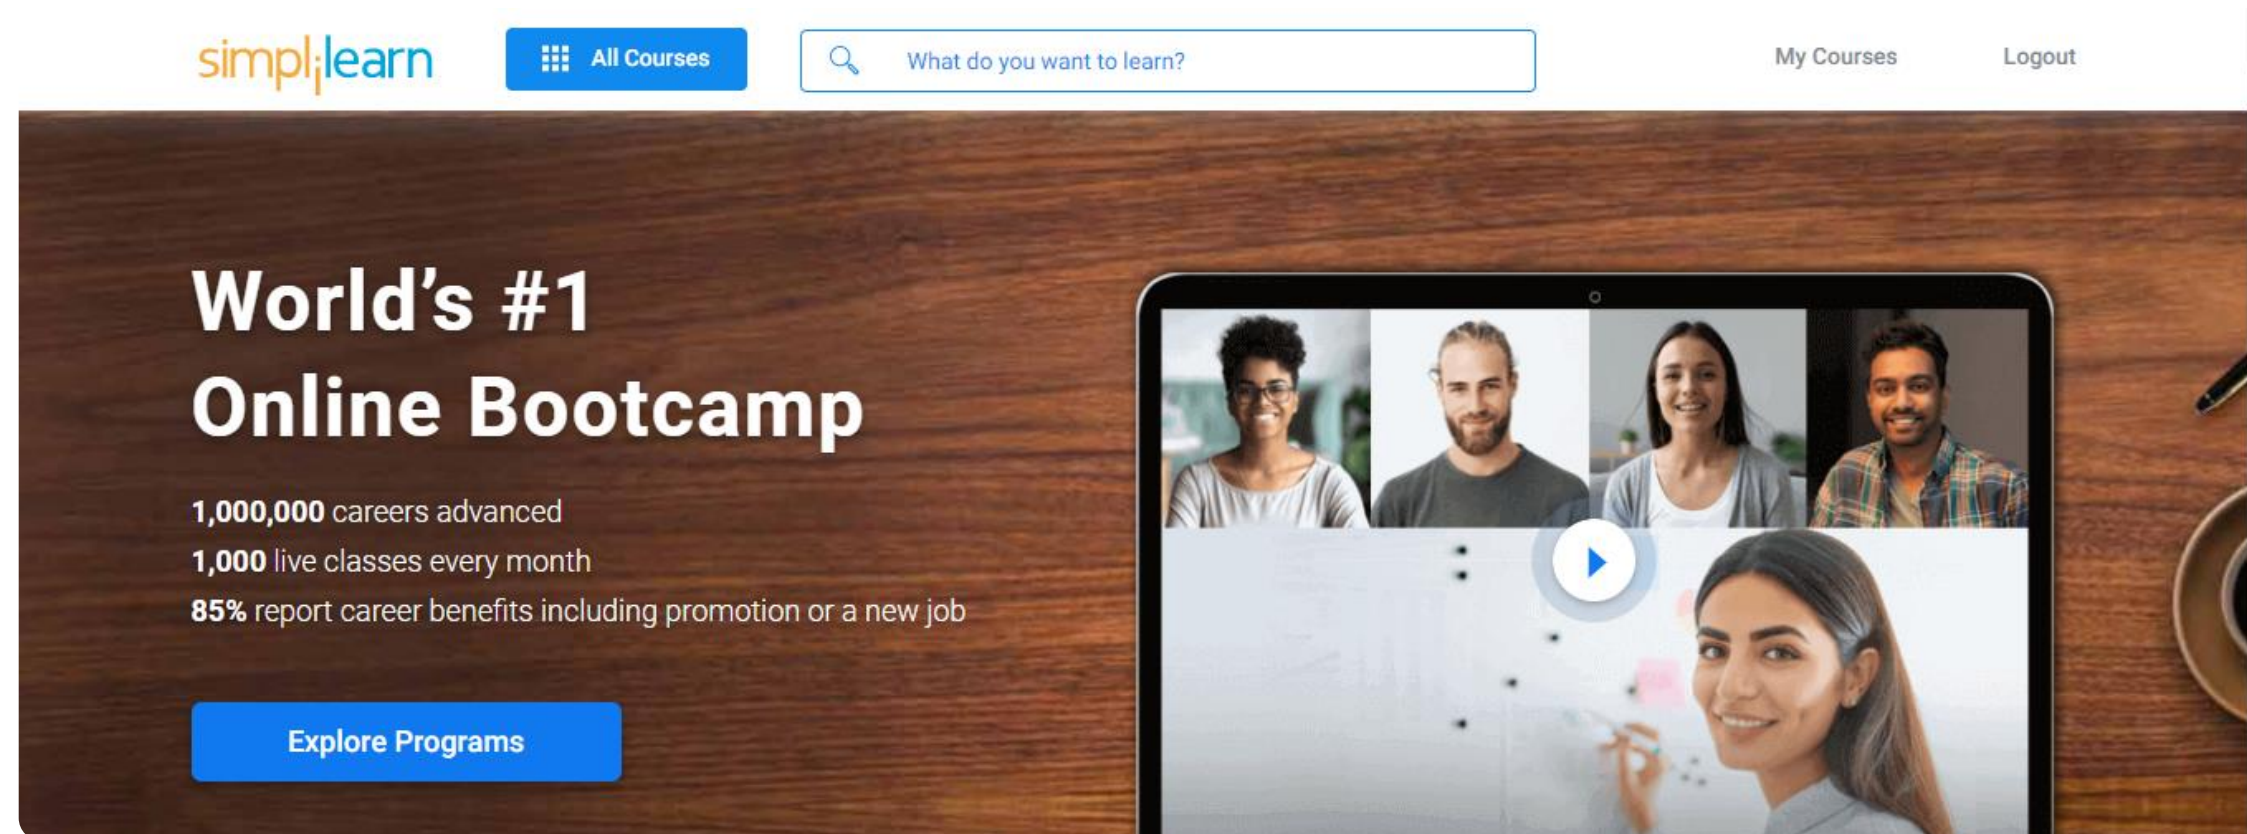 simplilearn
All Courses
What do you want to learn?
My Courses
Logout
World's #1
Online Bootcamp
1,000,000 careers advanced
1,000 live classes every month
85% report career benefits including promotion or a new job
Explore Programs